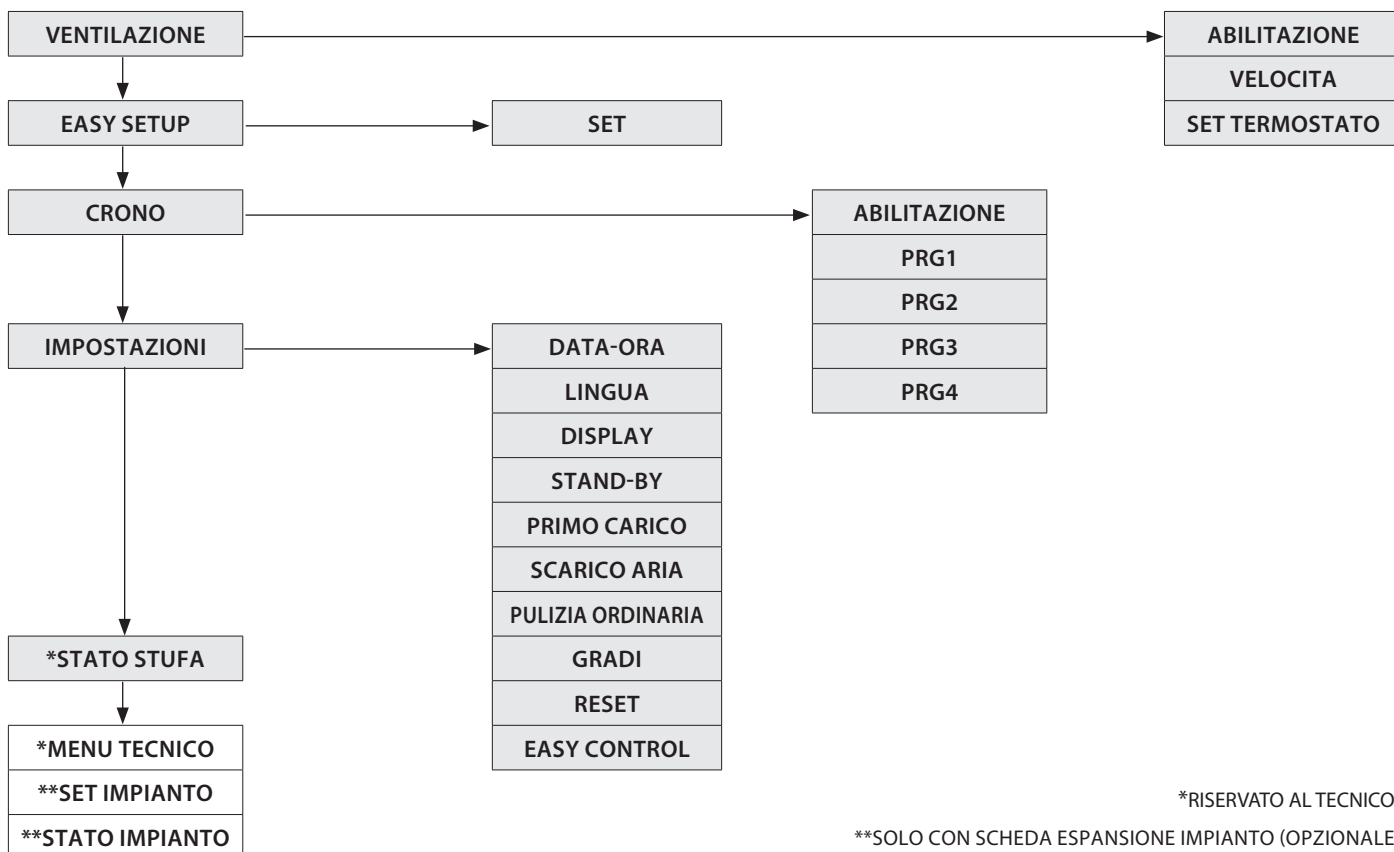 VENTILAZIONE
ABILITAZIONE
VELOCITA
SET TERMOSTATO
EASY SETUP
SET
CRONO
ABILITAZIONE
PRG1
PRG2
PRG3
PRG4
IMPOSTAZIONI
DATA-ORA
LINGUA
DISPLAY
STAND-BY
PRIMO CARICO
SCARICO ARIA
PULIZIA ORDINARIA
GRADI
RESET
EASY CONTROL
*STATO STUFA
*MENU TECNICO
**SET IMPIANTO
**STATO IMPIANTO
*RISERVATO AL TECNICO
**SOLO CON SCHEDA ESPANSIONE IMPIANTO (OPZIONALE